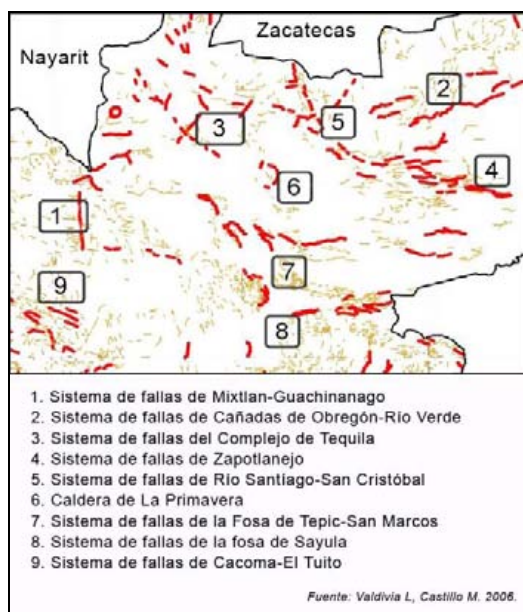 Zacatecas
Nayarit
2
3
5
4
6
1
7
9
8
1. Sistema de fallas de Mixtlan-Guachinanago
2. Sistema de fallas de Cañadas de Obregón-Río Verde
3. Sistema de fallas del Complejo de Tequila
4. Sistema de fallas de Zapotlanejo
5. Sistema de fallas de Río Santiago-San Cristóbal
6. Caldera de La Primavera
7. Sistema de fallas de la Fosa de Tepic-San Marcos
8. Sistema de fallas de la fosa de Sayula
9. Sistema de fallas de Cacoma-El Tuito
Fuente: Valdivia L, Castillo M. 2006.